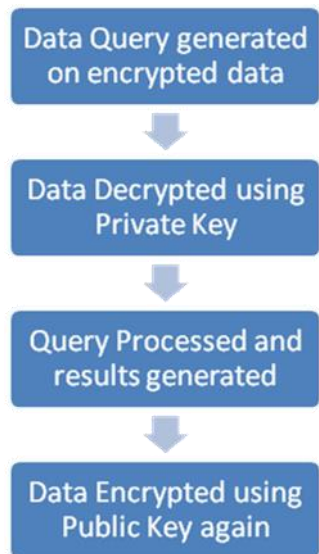 Data Query generated
on encrypted data
Data Decrypted using
Private Key
Query Processed and
results generated
Data Encrypted using
Public Key again